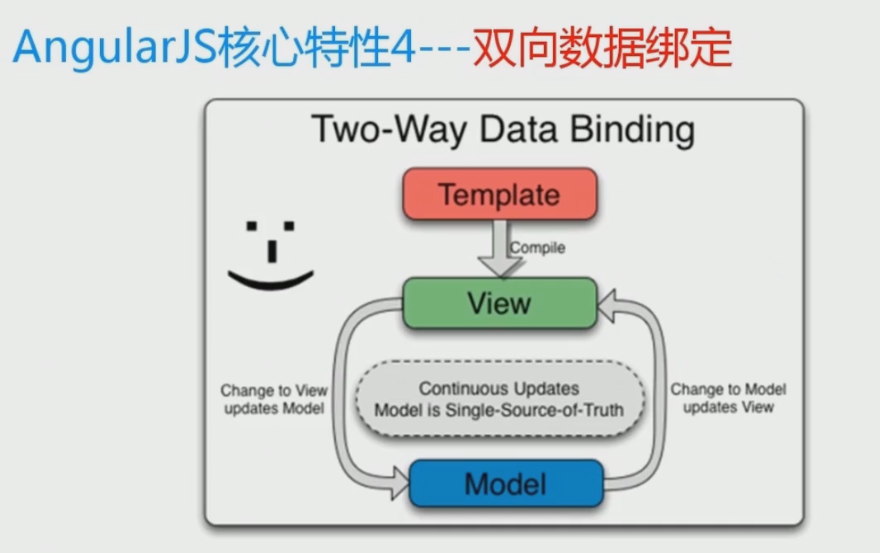 AngularJS核心特性4---双向数据绑定
Two-Way Data Binding
Template
Compile
View
Change to View
updates Model
Continuous Updates
Model is Single-Source-of-Truth
Change to Model
updates View
Model